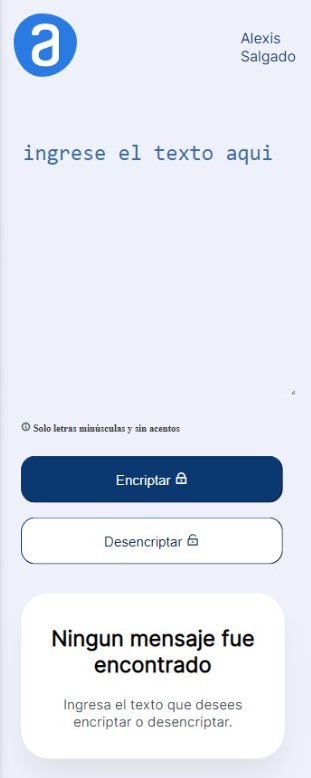 a
Alexis
Salgado
ingrese el texto aqui
Solo letras minúsculas y sin acentos
Encriptar
Desencriptar
Ningun mensaje fue
encontrado
Ingresa el texto que desees
encriptar o desencriptar.